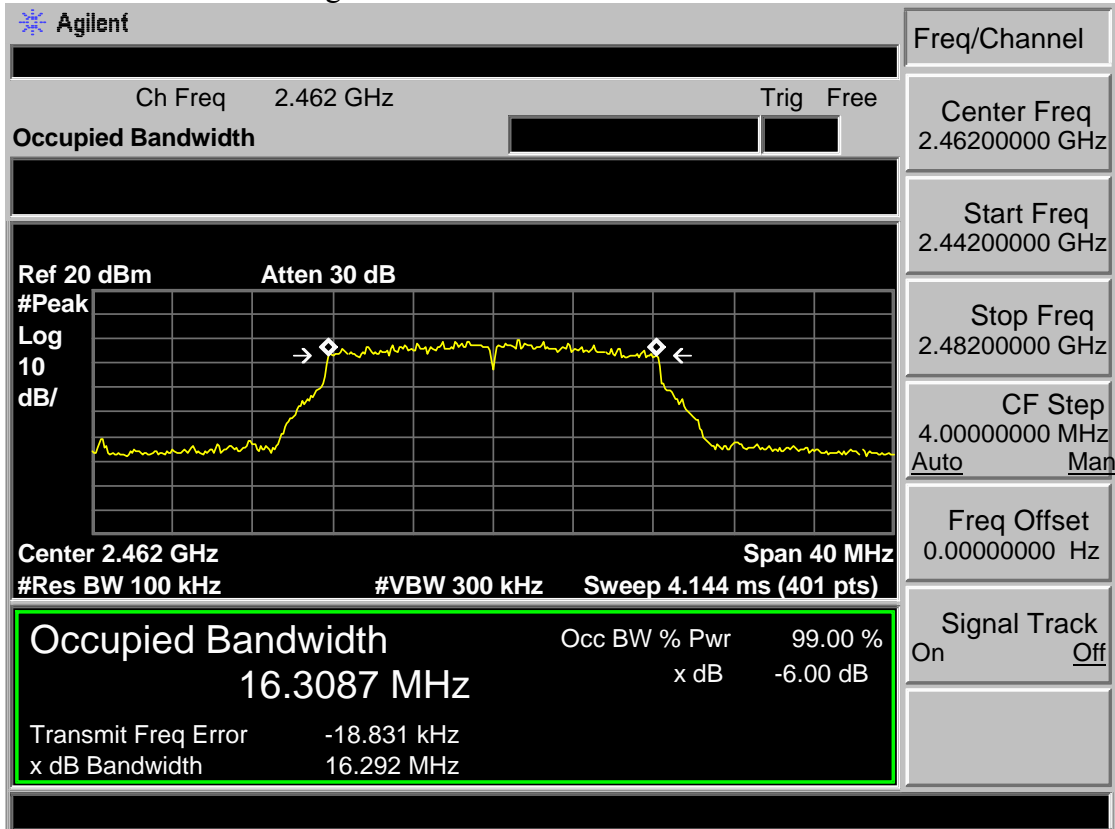 Agilent
Freq/Channel
Ch Freq 2.462 GHz Trig Free
Occupied Bandwidth
Center Freq
2.46200000 GHz
Start Freq
2.44200000 GHz
Stop Freq
2.48200000 GHz
CF Step
4.00000000 MHz
Auto Man
Freq Offset
0.00000000 Hz
Signal Track
On Off
Ref 20 dBm Atten 30 dB
#Peak
Log
10
dB/
Center 2.462 GHz Span 40 MHz
#Res BW 100 kHz #VBW 300 kHz Sweep 4.144 ms (401 pts)
Occupied Bandwidth Occ BW % Pwr 99.00 %
16.3087 MHz x dB -6.00 dB
Transmit Freq Error -18.831 kHz
x dB Bandwidth 16.292 MHz